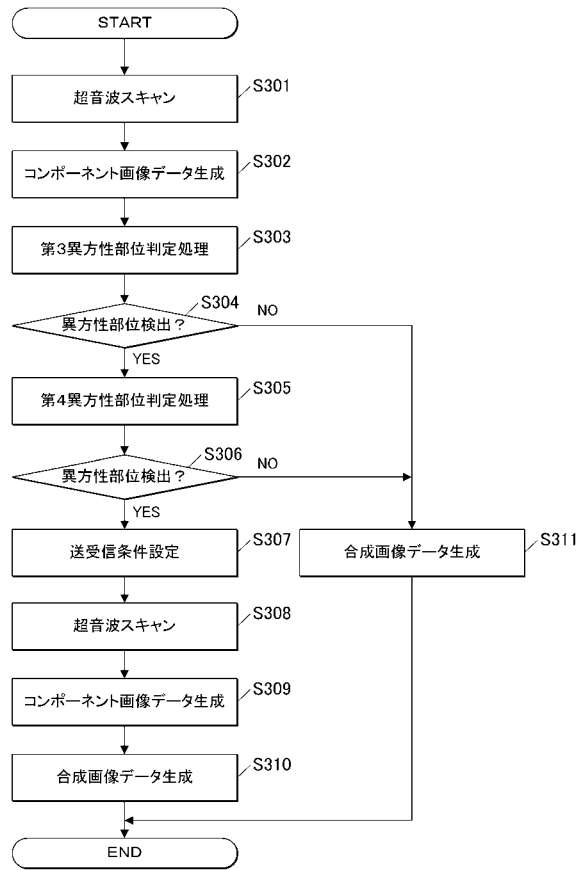 START
超音波スキャン
S301
コンポーネント画像データ生成
S302
第3異方性部位判定処理
S303
異方性部位検出?
S304
NO
YES
第4異方性部位判定処理
S305
異方性部位検出?
S306
NO
YES
送受信条件設定
S307
合成画像データ生成
S311
超音波スキャン
S308
コンポーネント画像データ生成
S309
合成画像データ生成
S310
END